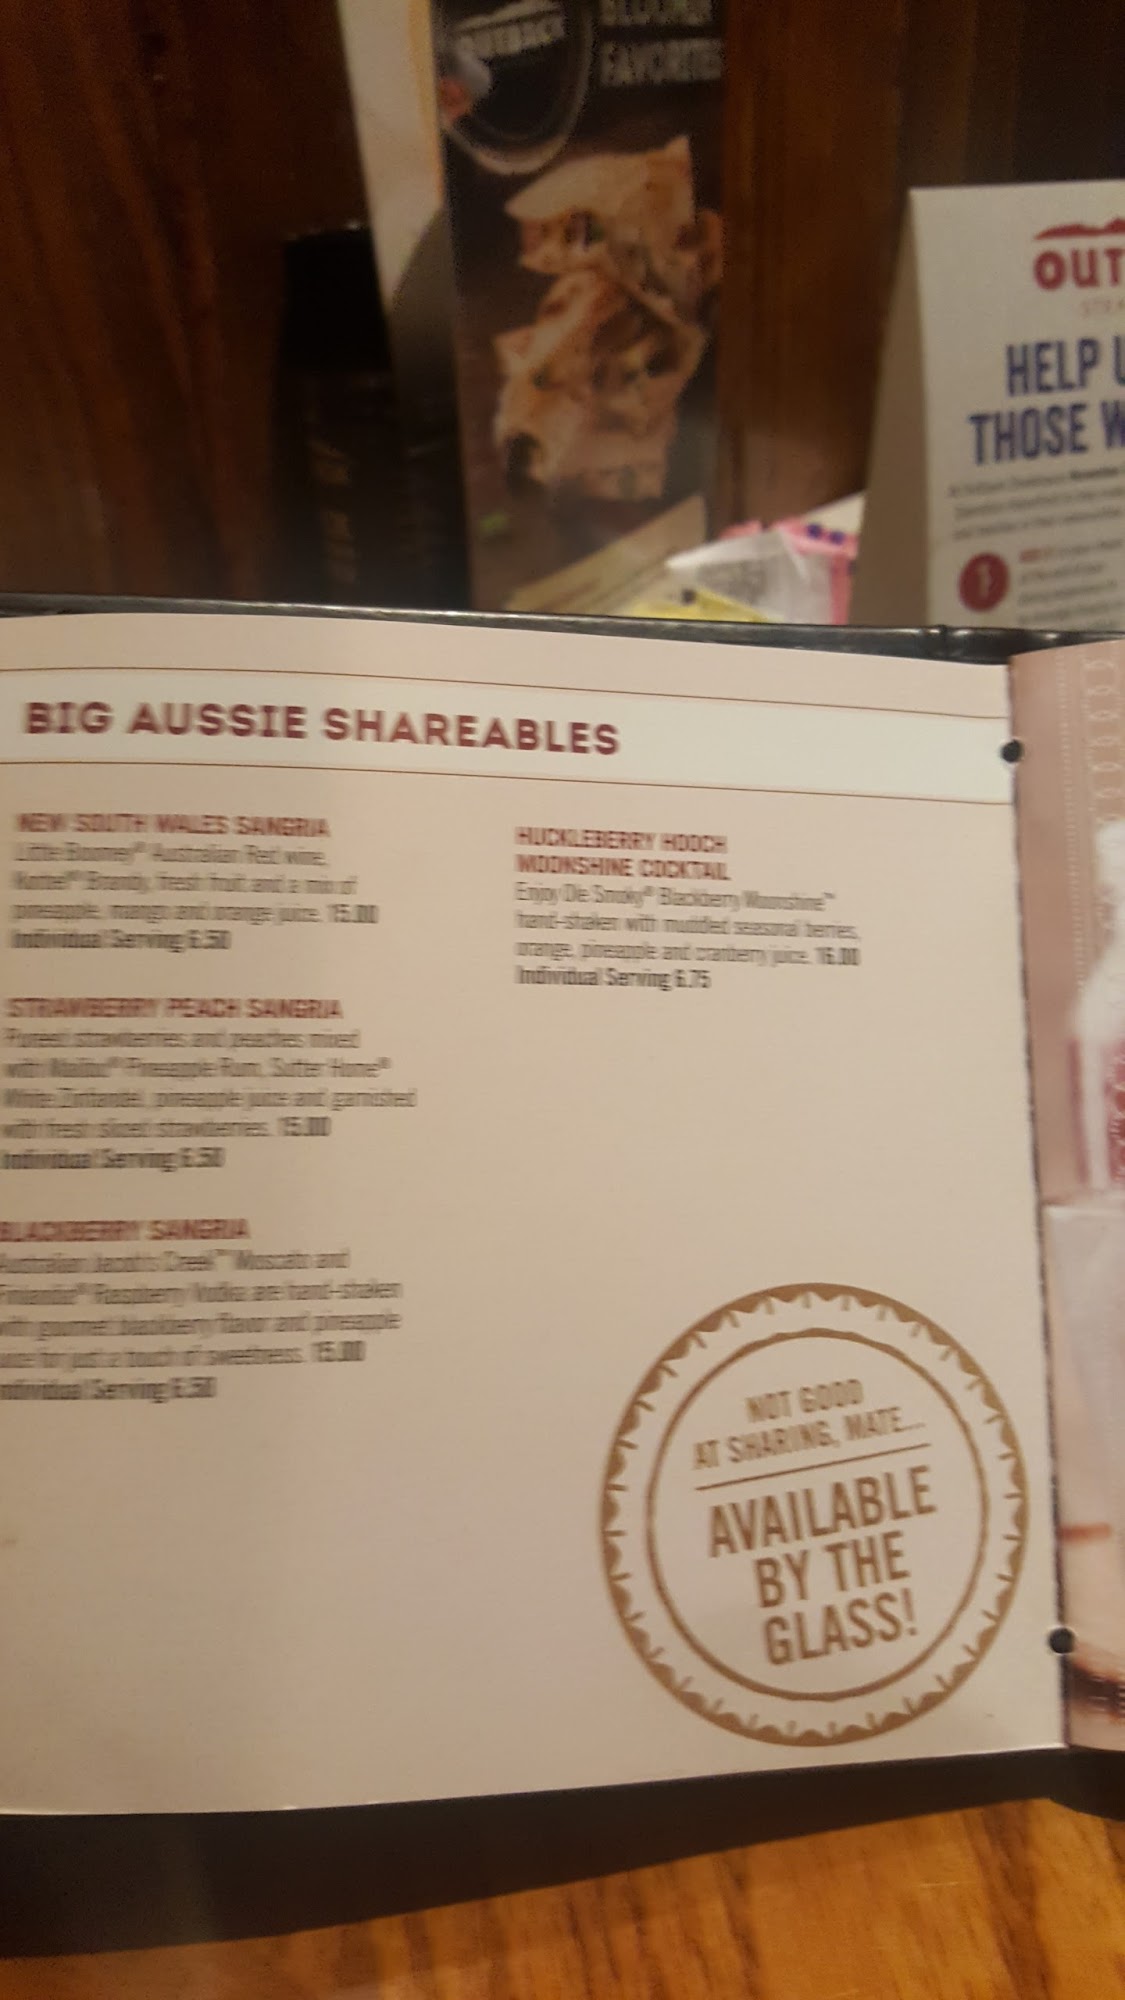 OUTBACK
FAVORITES
OUT
HELP U
THOSE W
1
BIG AUSSIE SHAREABLES
NEW SOUTH WALES SANGRIA
Little Boomey® Australian Red wine,
Korbel® Brandy, fresh fruit and a mix of
pineapple, mango and orange juice. 15.00
Individual Serving 6.50
STRAWBERRY PEACH SANGRIA
Pureed strawberries and peaches mixed
with Malibu® Pineapple Rum, Sutter Home®
White Zinfandel, pineapple juice and garnished
with fresh sliced strawberries. 15.00
Individual Serving 6.50
BLACKBERRY SANGRIA
Australian Jacob's Creek™ Moscato and
Finlandia® Raspberry Vodka are hand-shaken
with gourmet blackberry flavor and pineapple
juice for just a touch of sweetness. 15.00
Individual Serving 6.50
HUCKLEBERRY HOOCH
MOONSHINE COCKTAIL
Enjoy Ole Smoky® Blackberry Moonshine™
hand-shaken with muddled seasonal berries,
orange, pineapple and cranberry juice. 16.00
Individual Serving 6.75
NOT GOOD
AT SHARING, MATE...
AVAILABLE
BY THE
GLASS!